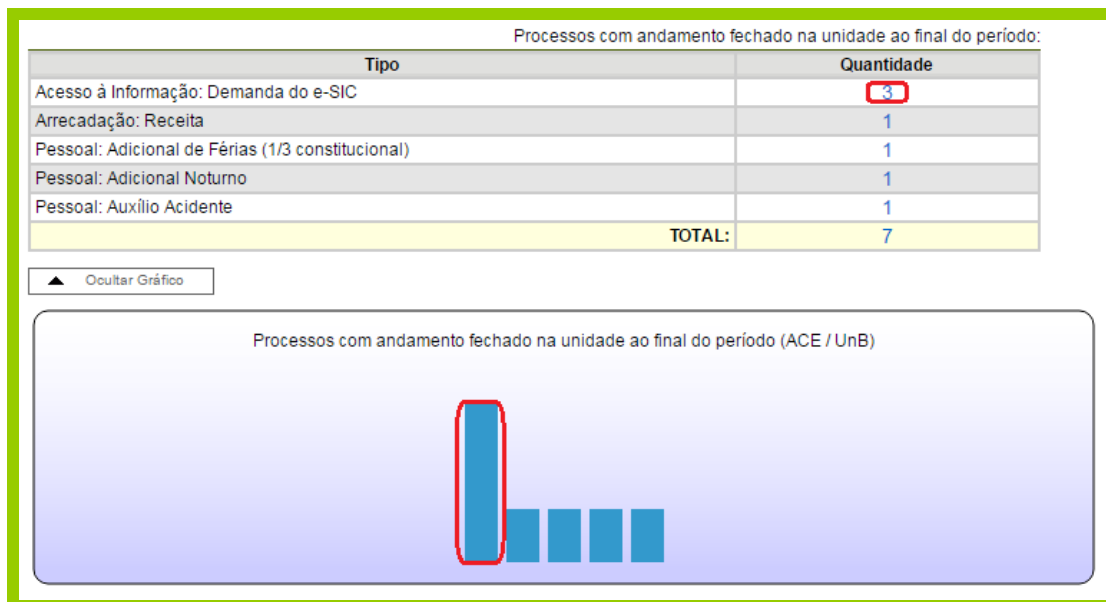 Processos com andamento fechado na unidade ao final do período:
Tipo Quantidade
Acesso à Informação: Demanda do e-SIC 3
Arrecadação: Receita 1
Pessoal: Adicional de Férias (1/3 constitucional) 1
Pessoal: Adicional Noturno 1
Pessoal: Auxílio Acidente 1
TOTAL: 7
Ocultar Gráfico
Processos com andamento fechado na unidade ao final do período (ACE / UnB)